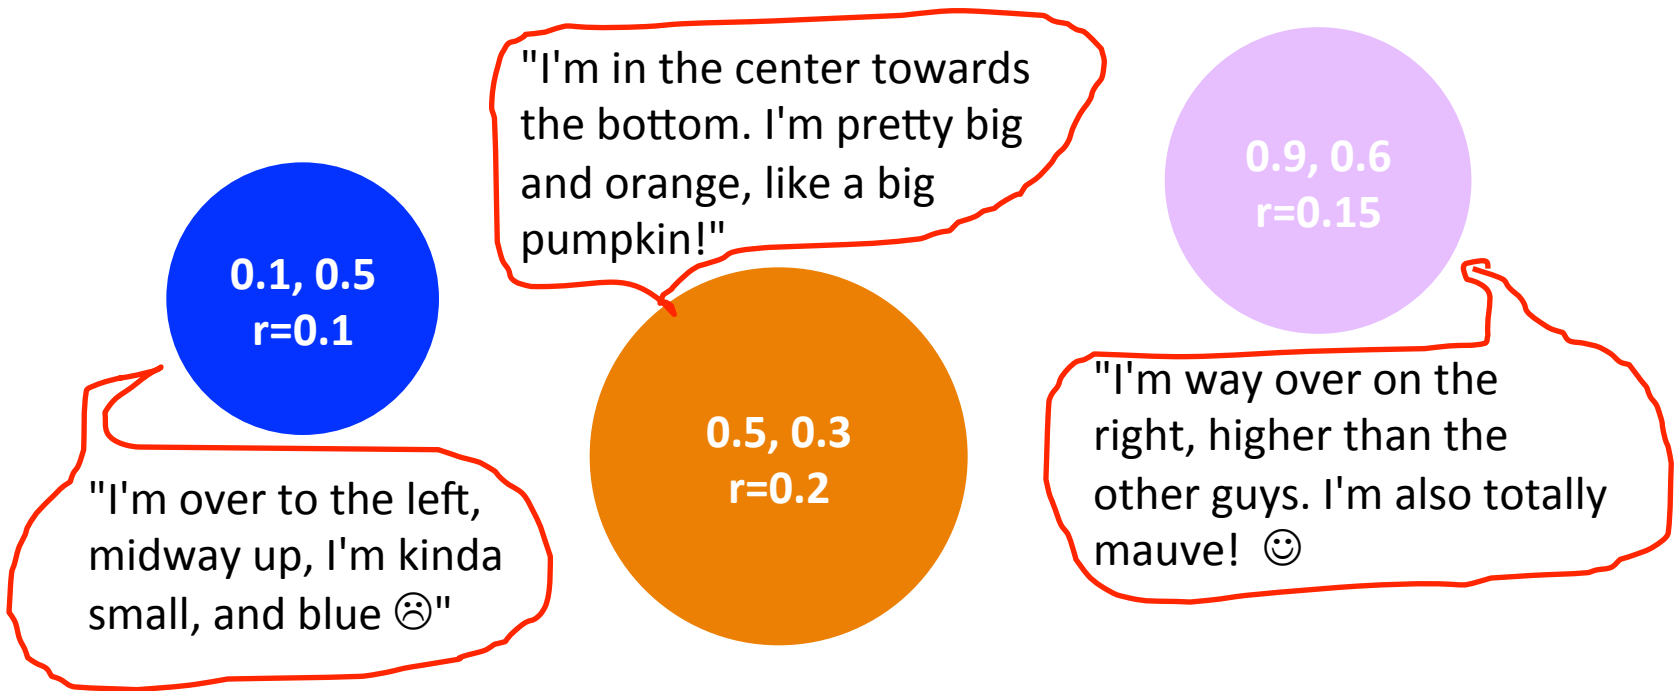 0.1, 0.5
r=0.1
"I'm over to the left,
midway up, I'm kinda
small, and blue ☹"
"I'm in the center towards
the bottom. I'm pretty big
and orange, like a big
pumpkin!"
0.5, 0.3
r=0.2
0.9, 0.6
r=0.15
"I'm way over on the
right, higher than the
other guys. I'm also totally
mauve! ☺